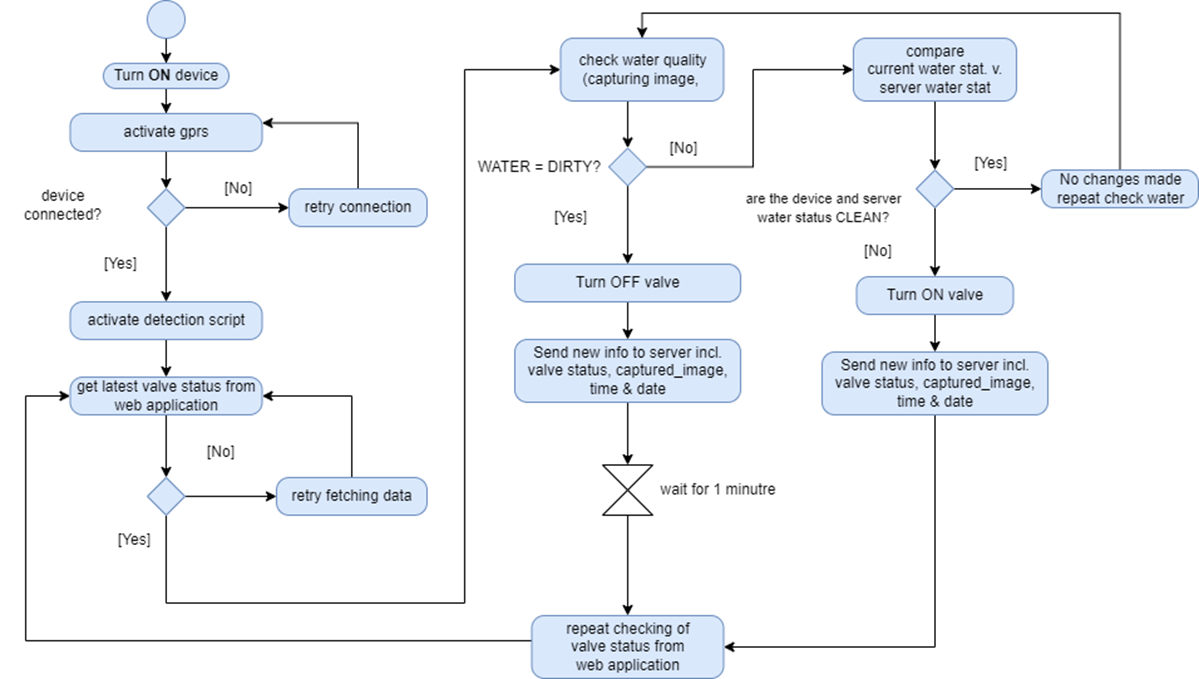 Turn ON device
activate gprs
device
connected?
[No]
retry connection
[Yes]
activate detection script
get latest valve status from
web application
[No]
retry fetching data
[Yes]
check water quality
(capturing image,
WATER = DIRTY?
[No]
[Yes]
Turn OFF valve
Send new info to server incl.
valve status, captured_image,
time & date
wait for 1 minutre
repeat checking of
valve status from
web application
compare
current water stat. v.
server water stat
are the device and server
water status CLEAN?
[Yes]
No changes made
repeat check water
[No]
Turn ON valve
Send new info to server incl.
valve status, captured_image,
time & date